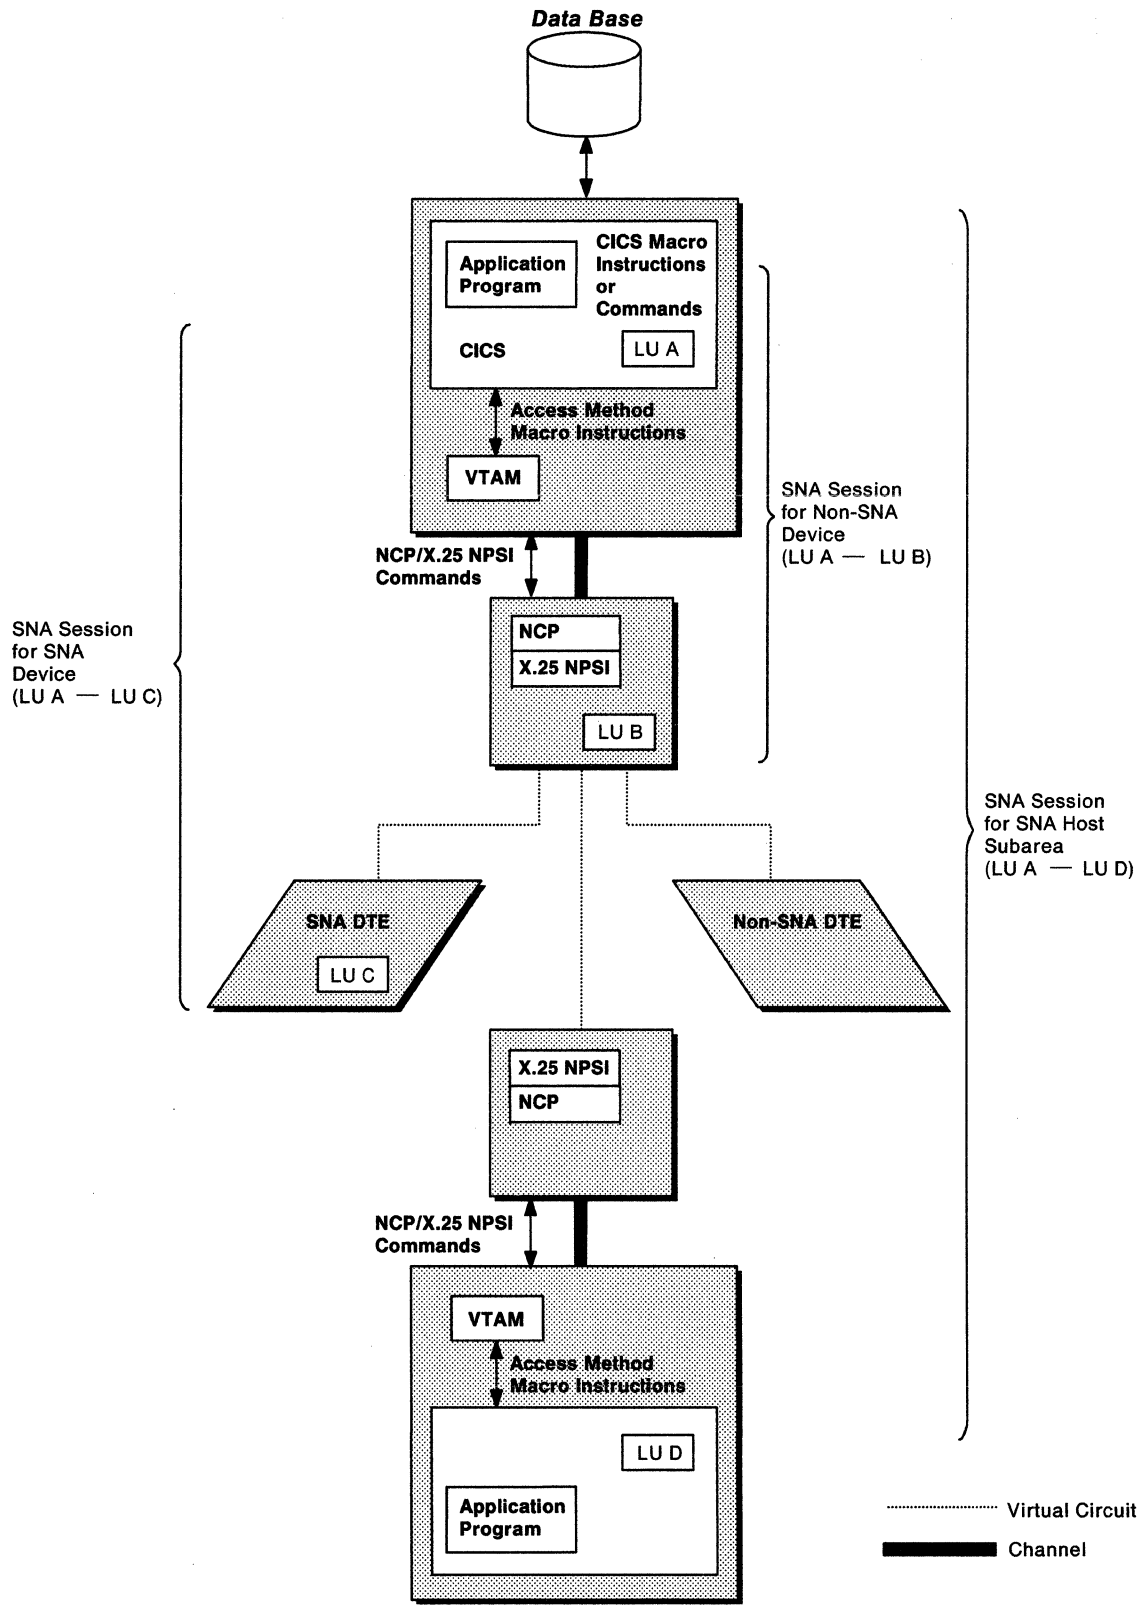 Data Base
Application
Program
CICS Macro
Instructions
or
Commands
CICS
LU A
Access Method
Macro Instructions
VTAM
SNA Session
for Non-SNA
Device
(LU A — LU B)
NCP/X.25 NPSI
Commands
NCP
X.25 NPSI
LU B
SNA Session
for SNA
Device
(LU A — LU C)
SNA Session
for SNA Host
Subarea
(LU A — LU D)
SNA DTE
LU C
Non-SNA DTE
X.25 NPSI
NCP
NCP/X.25 NPSI
Commands
VTAM
Access Method
Macro Instructions
LU D
Application
Program
Virtual Circuit
Channel